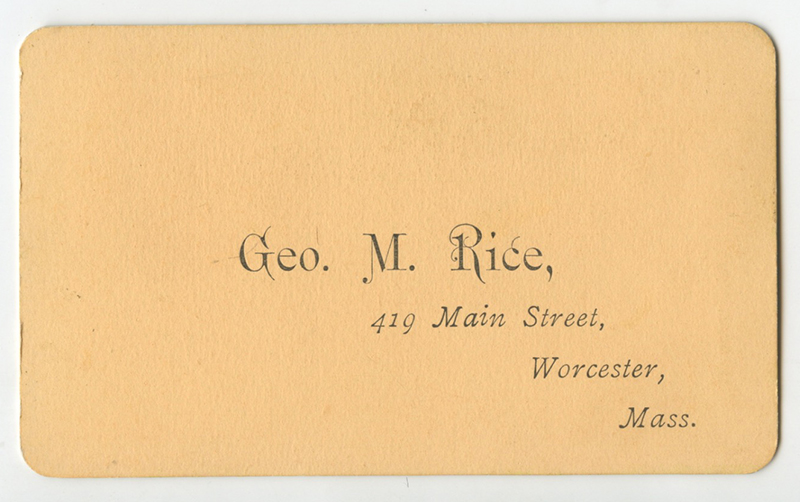 Geo. M. Rice,
419 Main Street,
Worcester,
Mass.